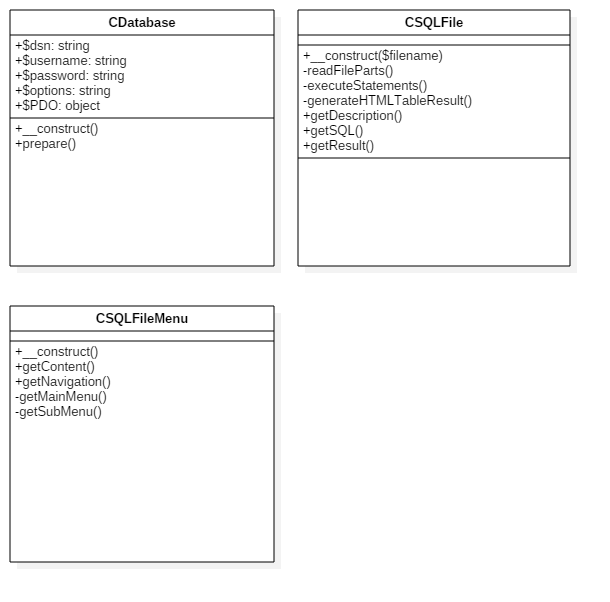 CDatabase
+$dsn: string
+$username: string
+$password: string
+$options: string
+$PDO: object
+__construct()
+prepare()
CSQLFile
+__construct($filename)
-readFileParts()
-executeStatements()
-generateHTMLTableResult()
+getDescription()
+getSQL()
+getResult()
CSQLFileMenu
+__construct()
+getContent()
+getNavigation()
-getMainMenu()
-getSubMenu()